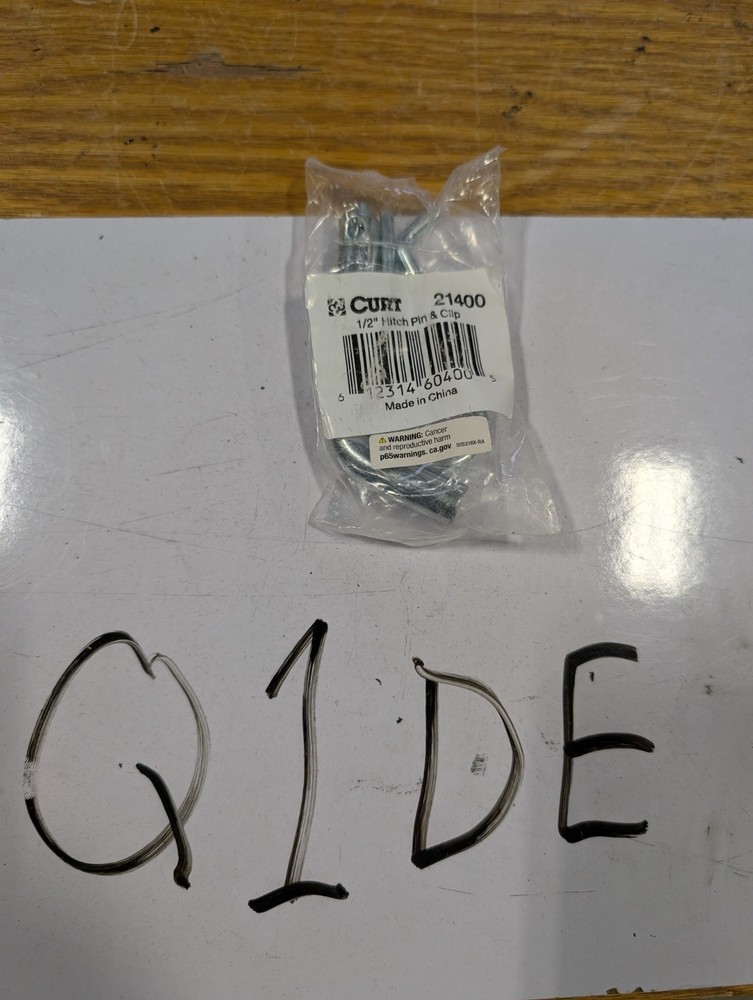 CURT 21400
1/2" Hitch Pin & Clip
6 12314 60400 5
Made in China
⚠ WARNING: Cancer
and reproductive harm
p65warnings.ca.gov
Q1DE